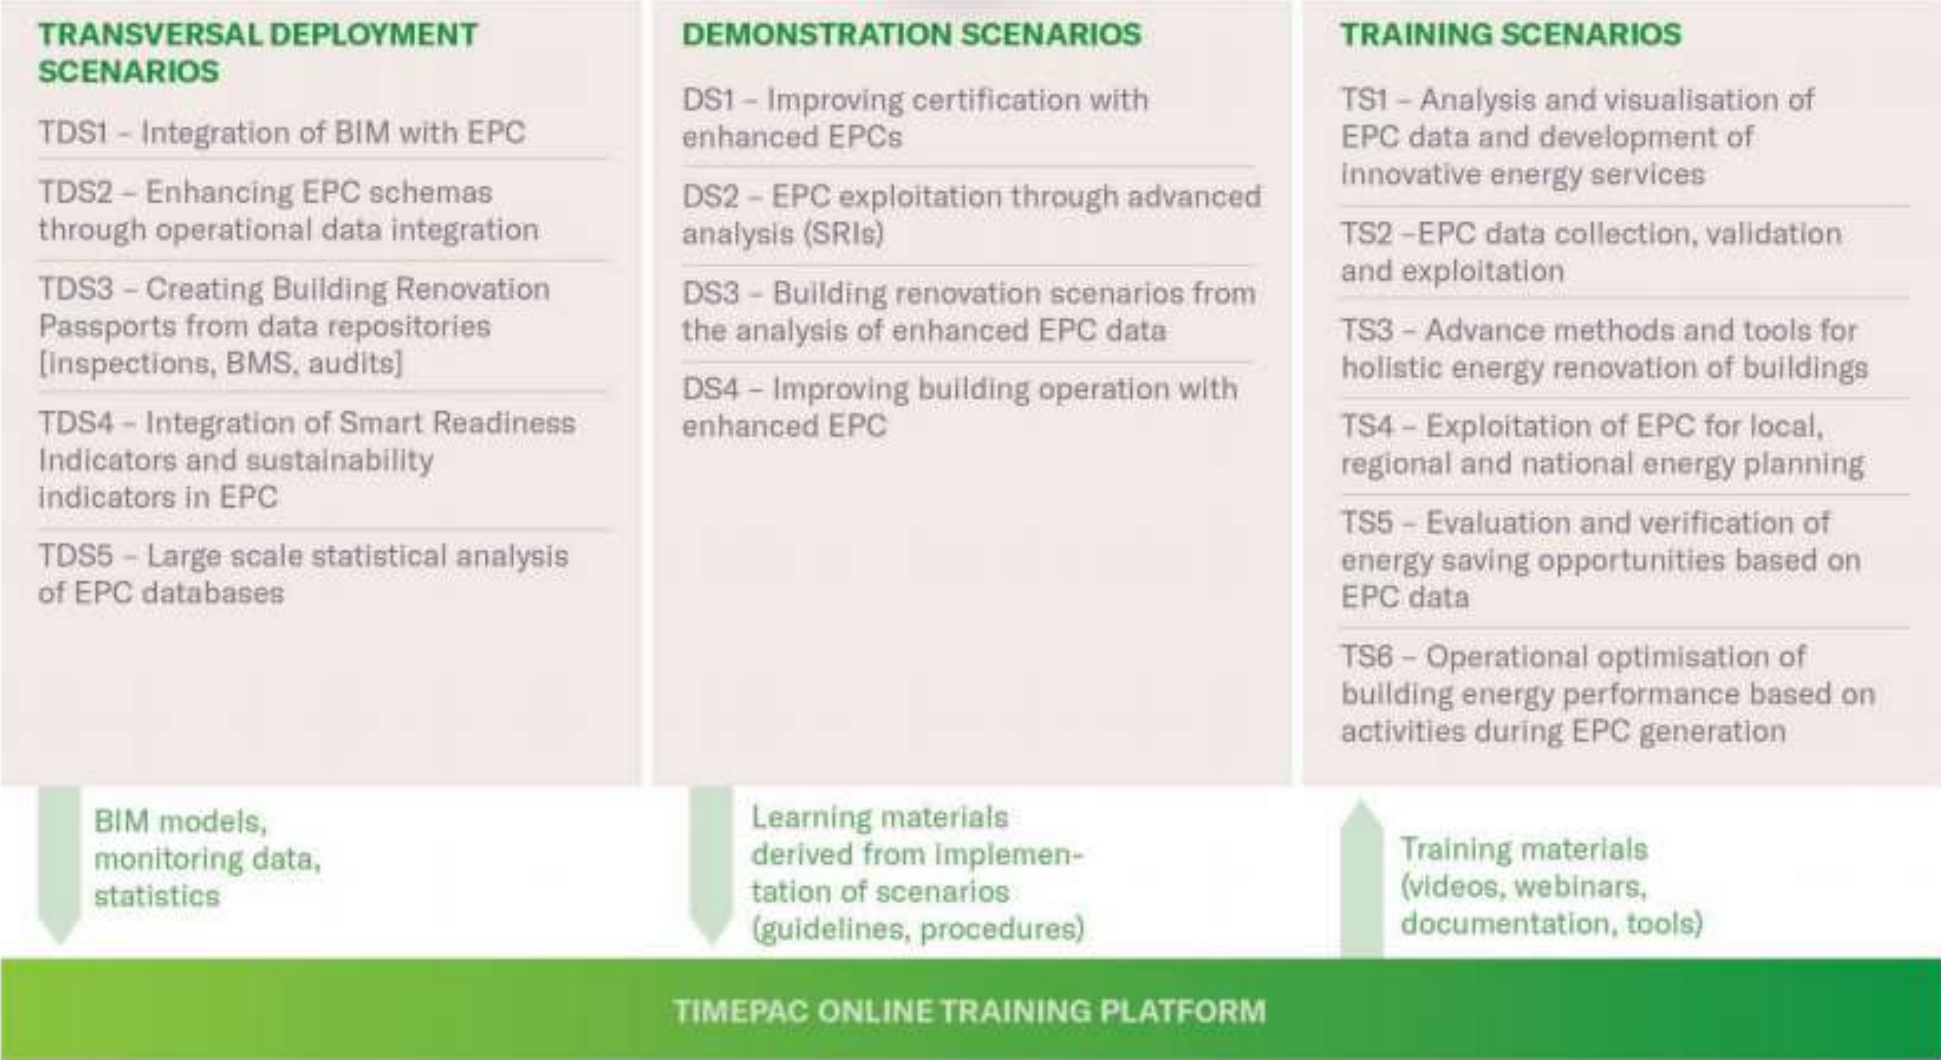 TRANSVERSAL DEPLOYMENT
SCENARIOS
TDS1 – Integration of BIM with EPC
TDS2 – Enhancing EPC schemas
through operational data integration
TDS3 – Creating Building Renovation
Passports from data repositories
[inspections, BMS, audits]
TDS4 – Integration of Smart Readiness
Indicators and sustainability
indicators in EPC
TDS5 – Large scale statistical analysis
of EPC databases
DEMONSTRATION SCENARIOS
DS1 – Improving certification with
enhanced EPCs
DS2 – EPC exploitation through advanced
analysis (SRIs)
DS3 – Building renovation scenarios from
the analysis of enhanced EPC data
DS4 – Improving building operation with
enhanced EPC
TRAINING SCENARIOS
TS1 – Analysis and visualisation of
EPC data and development of
innovative energy services
TS2 –EPC data collection, validation
and exploitation
TS3 – Advance methods and tools for
holistic energy renovation of buildings
TS4 – Exploitation of EPC for local,
regional and national energy planning
TS5 – Evaluation and verification of
energy saving opportunities based on
EPC data
TS6 – Operational optimisation of
building energy performance based on
activities during EPC generation
BIM models,
monitoring data,
statistics
Learning materials
derived from implemen-
tation of scenarios
(guidelines, procedures)
Training materials
(videos, webinars,
documentation, tools)
TIMEPAC ONLINE TRAINING PLATFORM